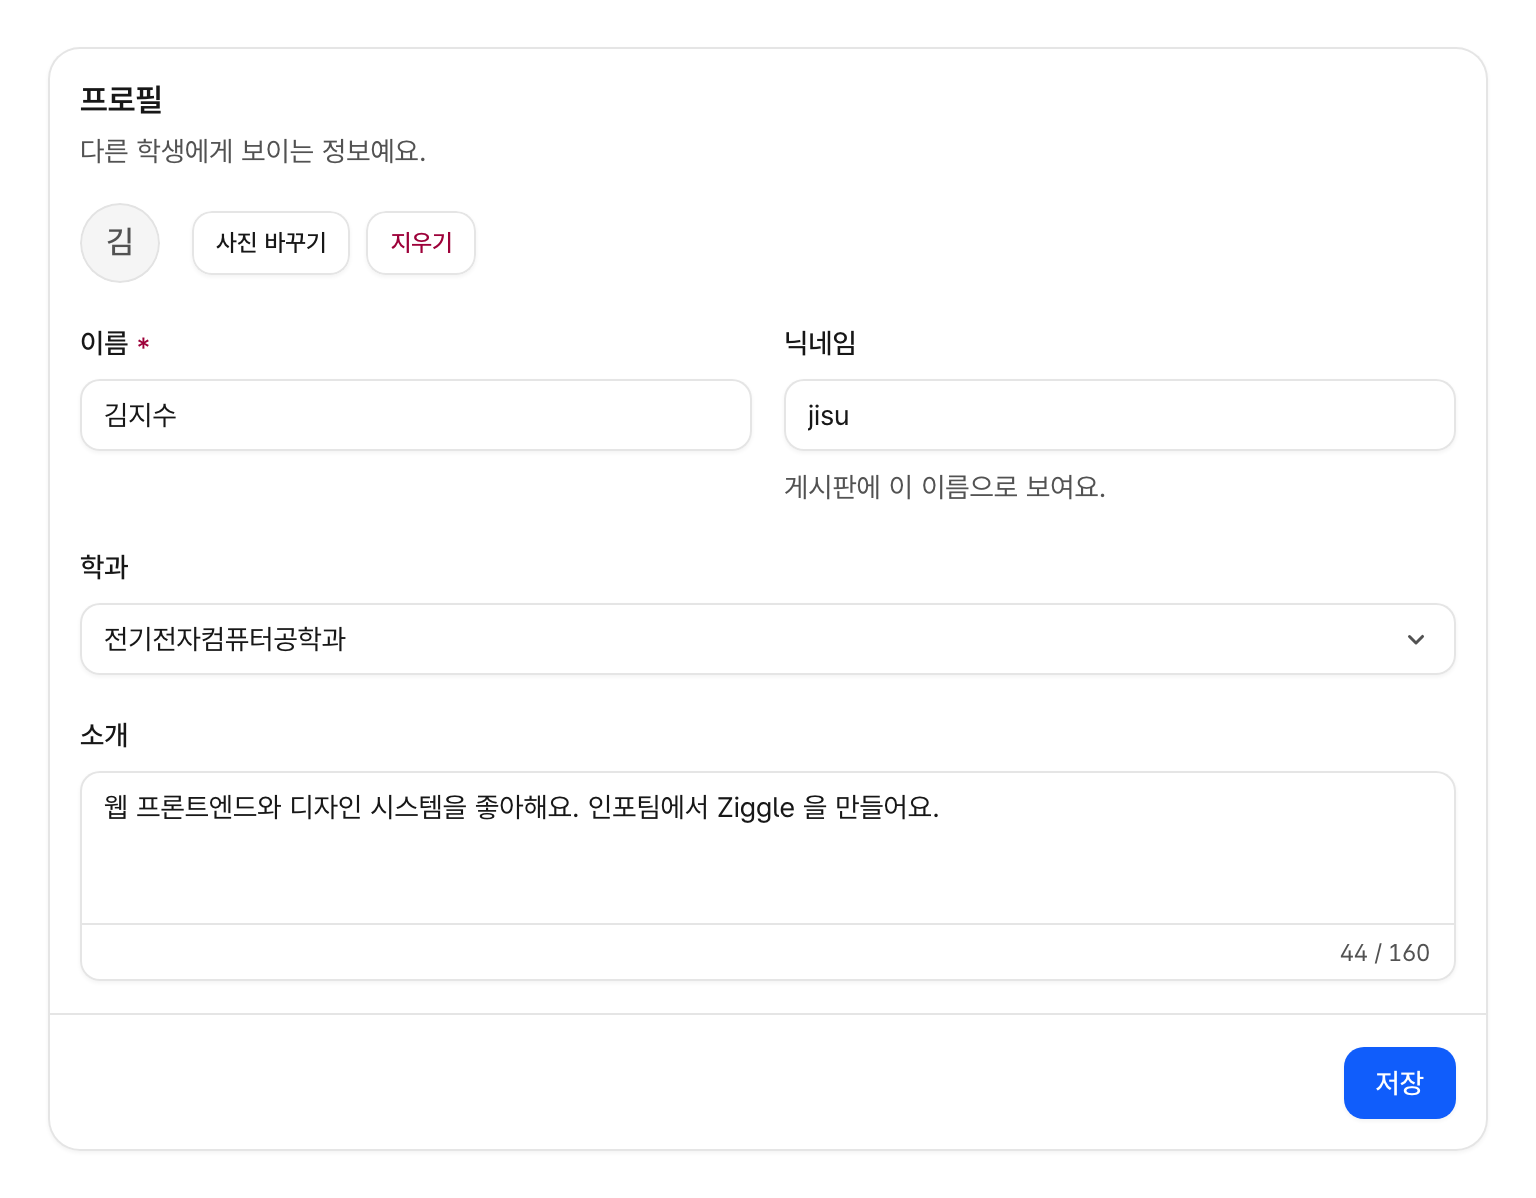 프로필
다른 학생에게 보이는 정보예요.
김
사진 바꾸기
지우기
이름 *
김지수
닉네임
jisu
게시판에 이 이름으로 보여요.
학과
전기전자컴퓨터공학과
소개
웹 프론트엔드와 디자인 시스템을 좋아해요. 인포팀에서 Ziggle 을 만들어요.
44 / 160
저장